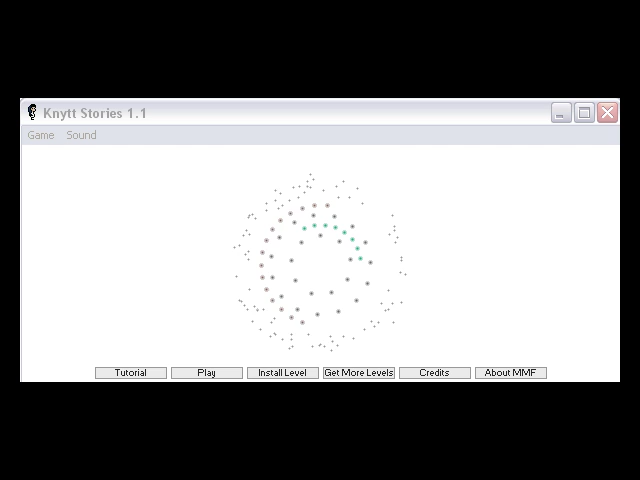 Knytt Stories 1.1
Game Sound
Tutorial Play Install Level Get More Levels Credits About MMF